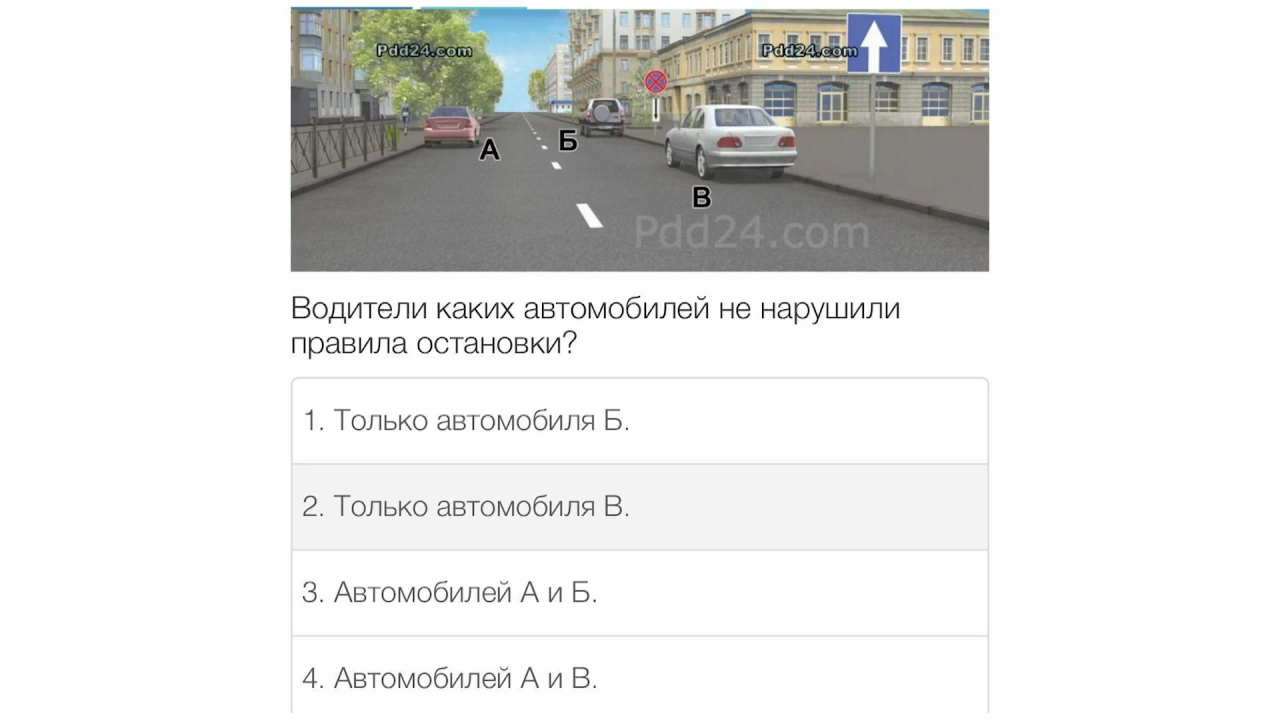 Pdd24.com
Pdd24.com
А
Б
В
Pdd24.com
Водители каких автомобилей не нарушили
правила остановки?
1. Только автомобиля Б.
2. Только автомобиля В.
3. Автомобилей А и Б.
4. Автомобилей А и В.